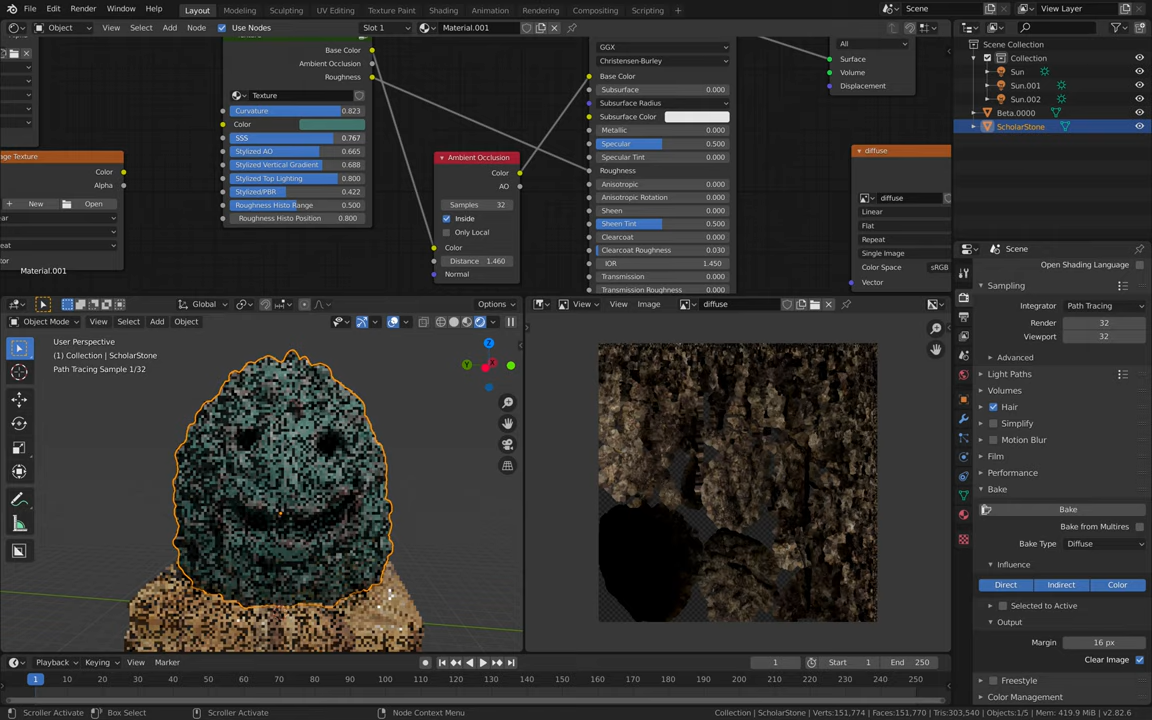 File Edit Render Window Help Layout Modeling Sculpting UV Editing Texture Paint Shading Animation Rendering Compositing Scripting Scene View Layer
Object View Select Add Node Use Nodes Slot 1 Material.001
Base Color
Ambient Occlusion
Roughness
Texture
Curvature 0.823
Color
SSS 0.767
Stylized AO 0.665
Stylized Vertical Gradient 0.688
Stylized Top Lighting 0.800
Stylized/PBR 0.422
Roughness Histo Range 0.500
Roughness Histo Position 0.800
Color
Alpha
New Open
Material.001
Ambient Occlusion
Color
AO
Samples 32
Inside
Only Local
Color
Distance 1.460
Normal
GGX
Christensen-Burley
Base Color
Subsurface 0.000
Subsurface Radius
Subsurface Color
Metallic 0.000
Specular 0.500
Specular Tint 0.000
Roughness
Anisotropic 0.000
Anisotropic Rotation 0.000
Sheen 0.000
Sheen Tint 0.500
Clearcoat 0.000
Clearcoat Roughness 0.030
IOR 1.450
Transmission 0.000
Transmission Roughness 0.000
All
Surface
Volume
Displacement
diffuse
diffuse
Linear
Flat
Repeat
Single Image
Color Space sRGB
Vector
Scene Collection
Collection
Sun
Sun.001
Sun.002
Beta.0000
ScholarStone
Scene
Open Shading Language
Sampling
Integrator Path Tracing
Render 32
Viewport 32
Advanced
Light Paths
Volumes
Hair
Simplify
Motion Blur
Film
Performance
Bake
Bake
Bake from Multires
Bake Type Diffuse
Influence
Direct Indirect Color
Selected to Active
Output
Margin 16 px
Clear Image
Freestyle
Color Management
Global Options
Object Mode View Select Add Object
User Perspective
(1) Collection | ScholarStone
Path Tracing Sample 1/32
Z
Y
X
View View Image diffuse
Playback Keying View Marker 1 Start 1 End 250
1 10 20 30 40 50 60 70 80 90 100 110 120 130 140 150 160 170 180 190 200 210 220 230 240 250
Scroller Activate Box Select Scroller Activate Node Context Menu Collection | ScholarStone | Verts:151,774 | Faces:151,770 | Tris:303,540 | Objects:1/5 | Mem: 419.9 MiB | v2.82.6